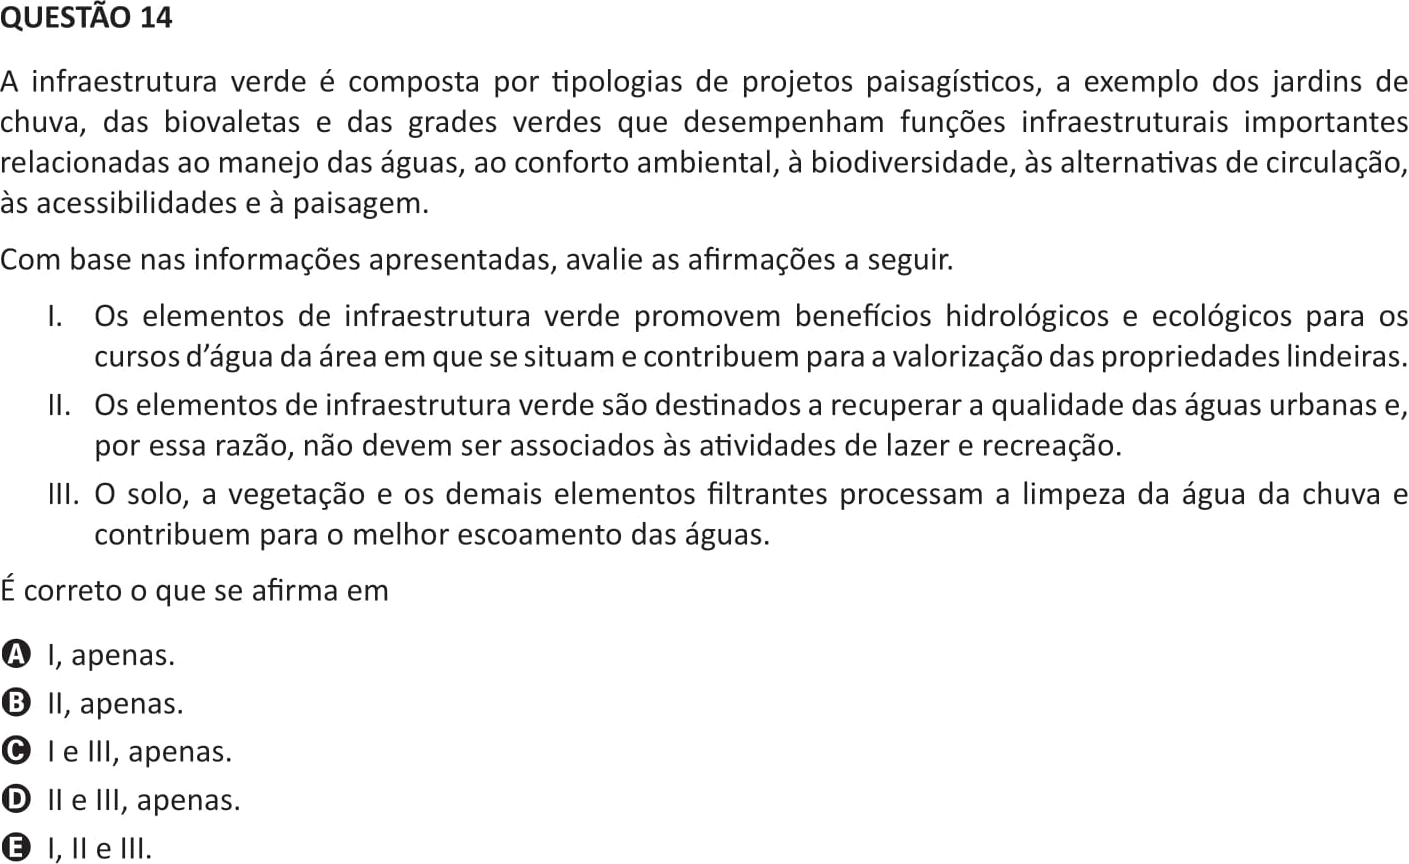 QUESTÃO 14
A infraestrutura verde é composta por tipologias de projetos paisagísticos, a exemplo dos jardins de
chuva, das biovaletas e das grades verdes que desempenham funções infraestruturais importantes
relacionadas ao manejo das águas, ao conforto ambiental, à biodiversidade, às alternativas de circulação,
às acessibilidades e à paisagem.
Com base nas informações apresentadas, avalie as afirmações a seguir.
I. Os elementos de infraestrutura verde promovem benefícios hidrológicos e ecológicos para os
cursos d’água da área em que se situam e contribuem para a valorização das propriedades lindeiras.
II. Os elementos de infraestrutura verde são destinados a recuperar a qualidade das águas urbanas e,
por essa razão, não devem ser associados às atividades de lazer e recreação.
III. O solo, a vegetação e os demais elementos filtrantes processam a limpeza da água da chuva e
contribuem para o melhor escoamento das águas.
É correto o que se afirma em
A I, apenas.
B II, apenas.
C I e III, apenas.
D II e III, apenas.
E I, II e III.